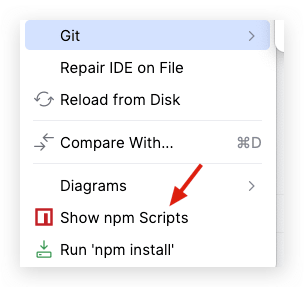 Git
Repair IDE on File
Reload from Disk
Compare With... ⌘D
Diagrams
Show npm Scripts
Run 'npm install'